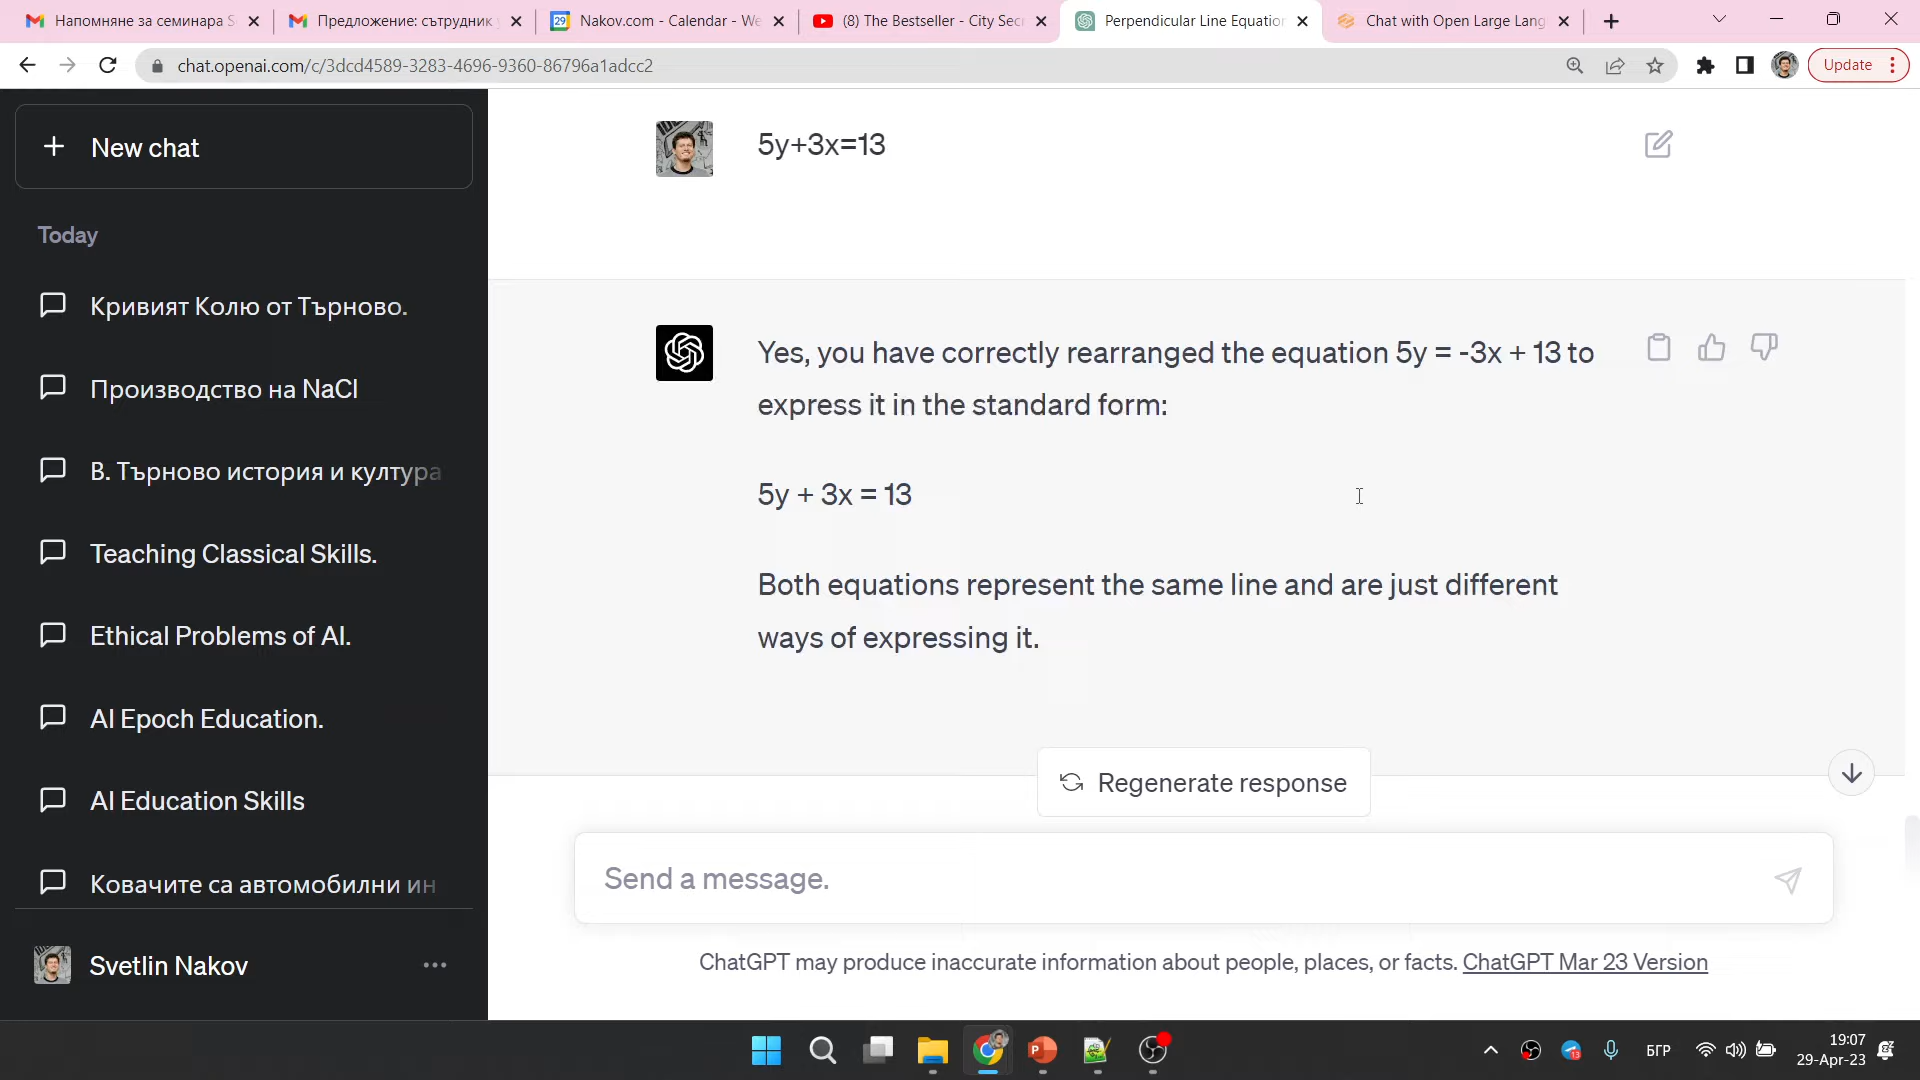 Напомняне за семинара S
Предложение: сътрудник
Nakov.com - Calendar - We
(8) The Bestseller - City Sec
Perpendicular Line Equation
Chat with Open Large Lang
chat.openai.com/c/3dcd4589-3283-4696-9360-86796a1adcc2
Update
New chat
Today
Кривият Колю от Търново.
Производство на NaCl
В. Търново история и култура
Teaching Classical Skills.
Ethical Problems of AI.
AI Epoch Education.
AI Education Skills
Ковачите са автомобилни ин
Svetlin Nakov
5y+3x=13
Yes, you have correctly rearranged the equation 5y = -3x + 13 to
express it in the standard form:
5y + 3x = 13
Both equations represent the same line and are just different
ways of expressing it.
Regenerate response
Send a message.
ChatGPT may produce inaccurate information about people, places, or facts. ChatGPT Mar 23 Version
БГР
19:07
29-Apr-23